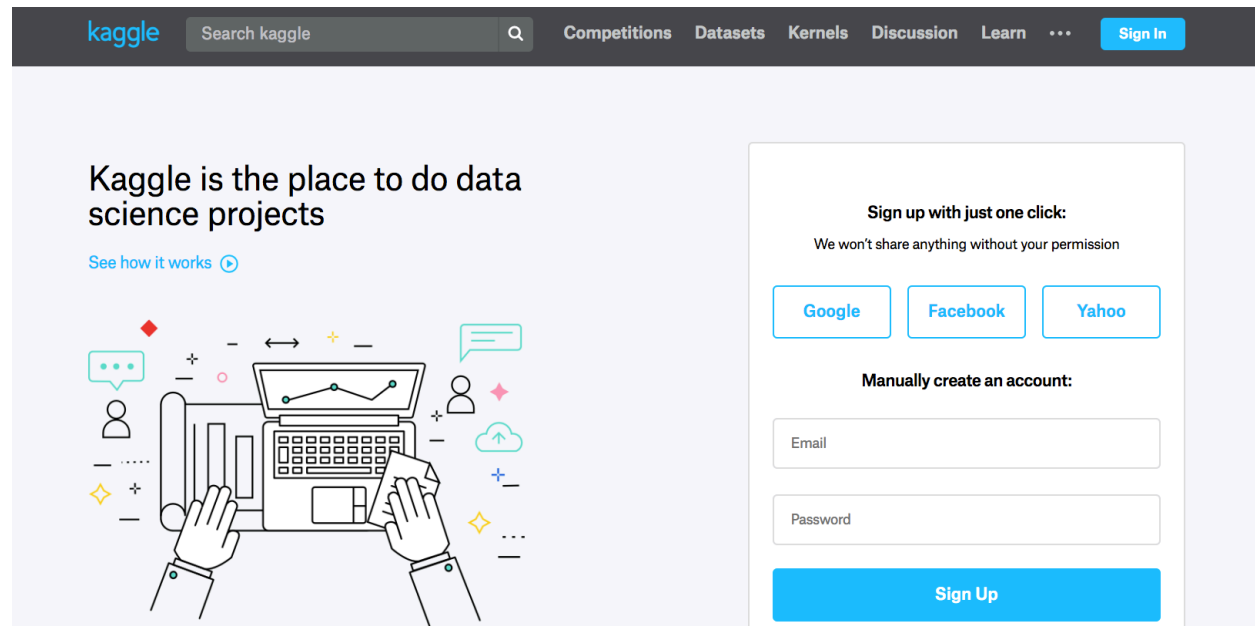 kaggle
Search kaggle
Competitions
Datasets
Kernels
Discussion
Learn
Sign In
Kaggle is the place to do data
science projects
See how it works
Sign up with just one click:
We won't share anything without your permission
Google
Facebook
Yahoo
Manually create an account:
Email
Password
Sign Up